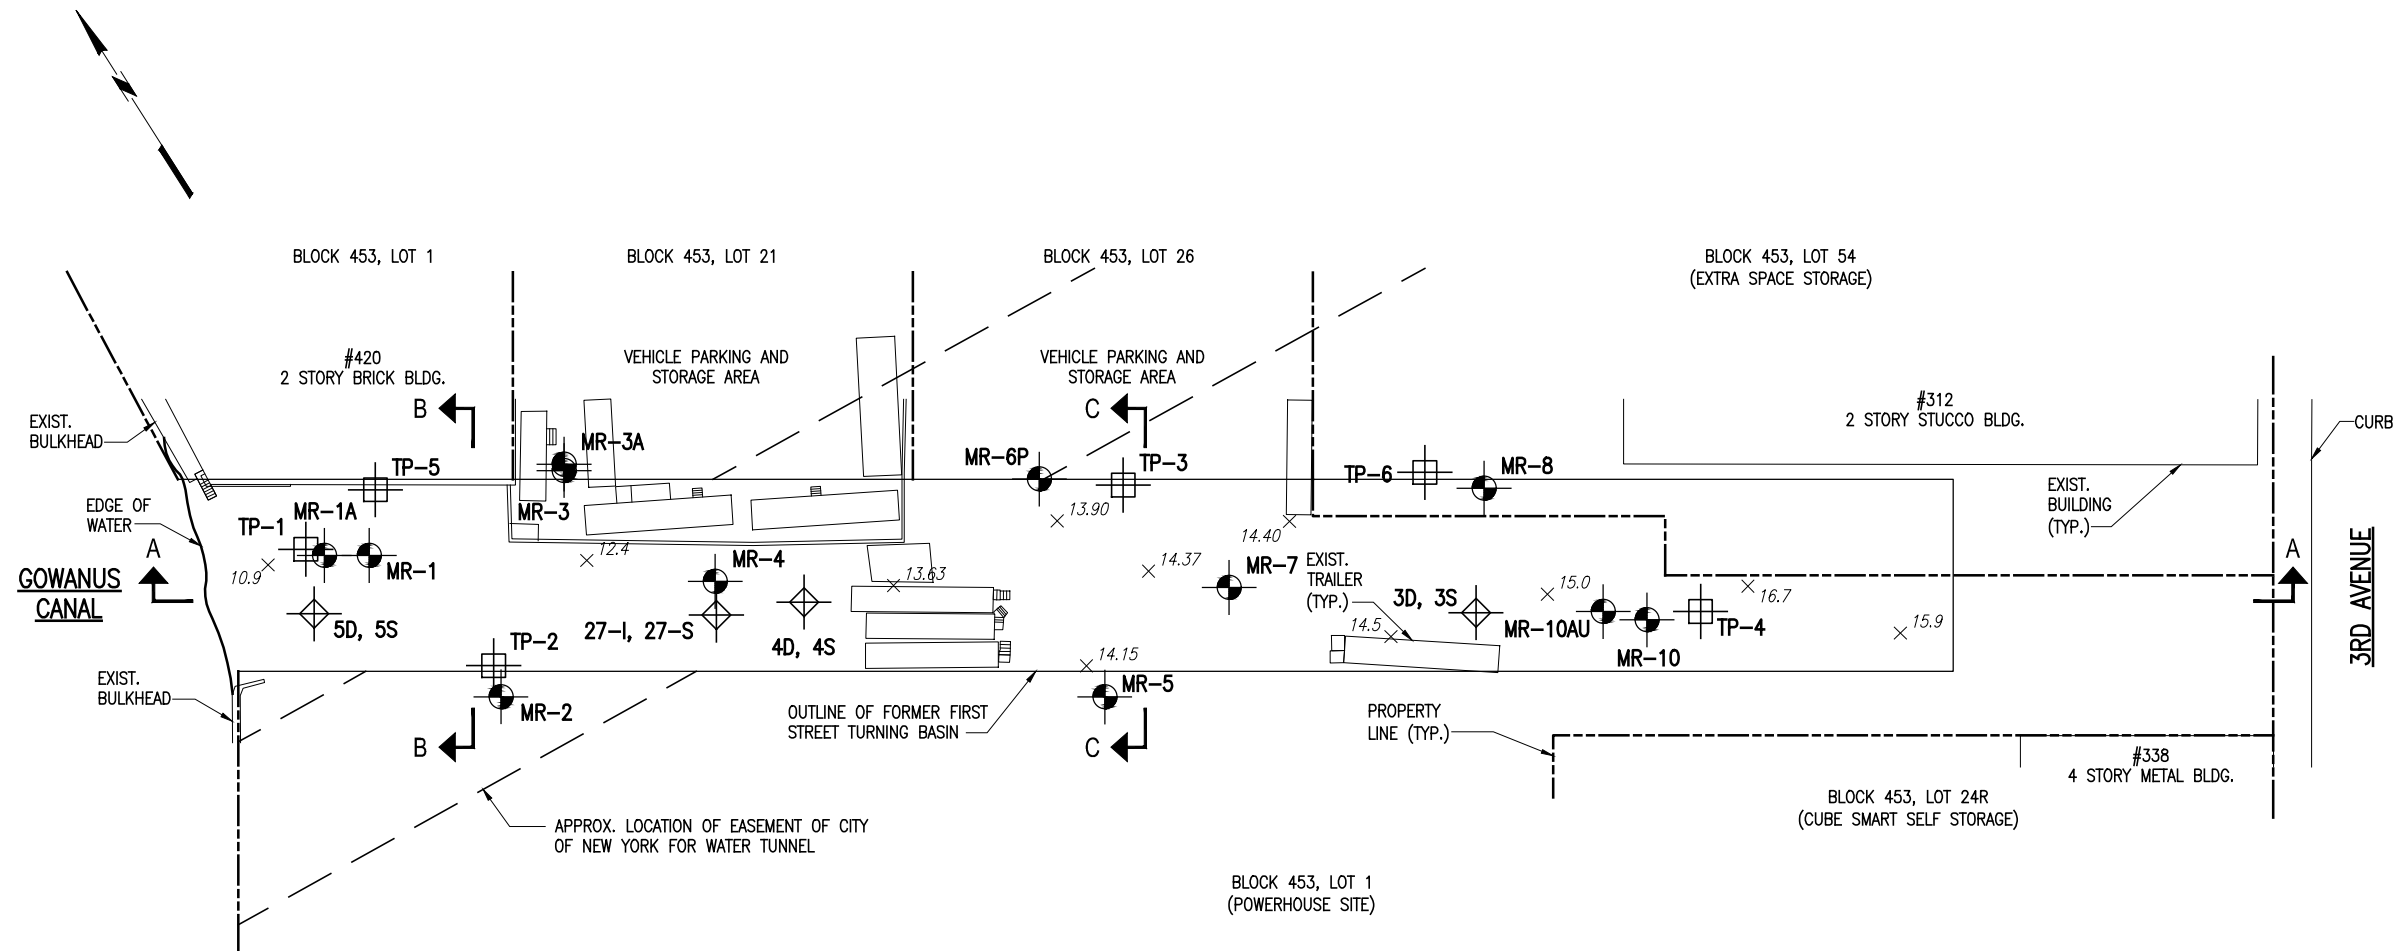 BLOCK 453, LOT 1
BLOCK 453, LOT 21
BLOCK 453, LOT 26
BLOCK 453, LOT 54
(EXTRA SPACE STORAGE)
#420
2 STORY BRICK BLDG.
VEHICLE PARKING AND
STORAGE AREA
VEHICLE PARKING AND
STORAGE AREA
#312
2 STORY STUCCO BLDG.
B
C
EXIST.
BULKHEAD
CURB
MR-3A
TP-5
MR-6P
TP-3
TP-6
MR-8
EXIST.
BUILDING
(TYP.)
EDGE OF
WATER
MR-1A
TP-1
MR-3
13.90
14.40
A
12.4
MR-4
14.37
MR-7
EXIST.
TRAILER
(TYP.)
A
3RD AVENUE
GOWANUS
CANAL
10.9
MR-1
13.63
15.0
16.7
3D, 3S
5D, 5S
27-I, 27-S
4D, 4S
14.5
MR-10AU
TP-4
15.9
TP-2
14.15
MR-10
EXIST.
BULKHEAD
MR-2
MR-5
OUTLINE OF FORMER FIRST
STREET TURNING BASIN
PROPERTY
LINE (TYP.)
B
C
#338
4 STORY METAL BLDG.
BLOCK 453, LOT 24R
(CUBE SMART SELF STORAGE)
APPROX. LOCATION OF EASEMENT OF CITY
OF NEW YORK FOR WATER TUNNEL
BLOCK 453, LOT 1
(POWERHOUSE SITE)